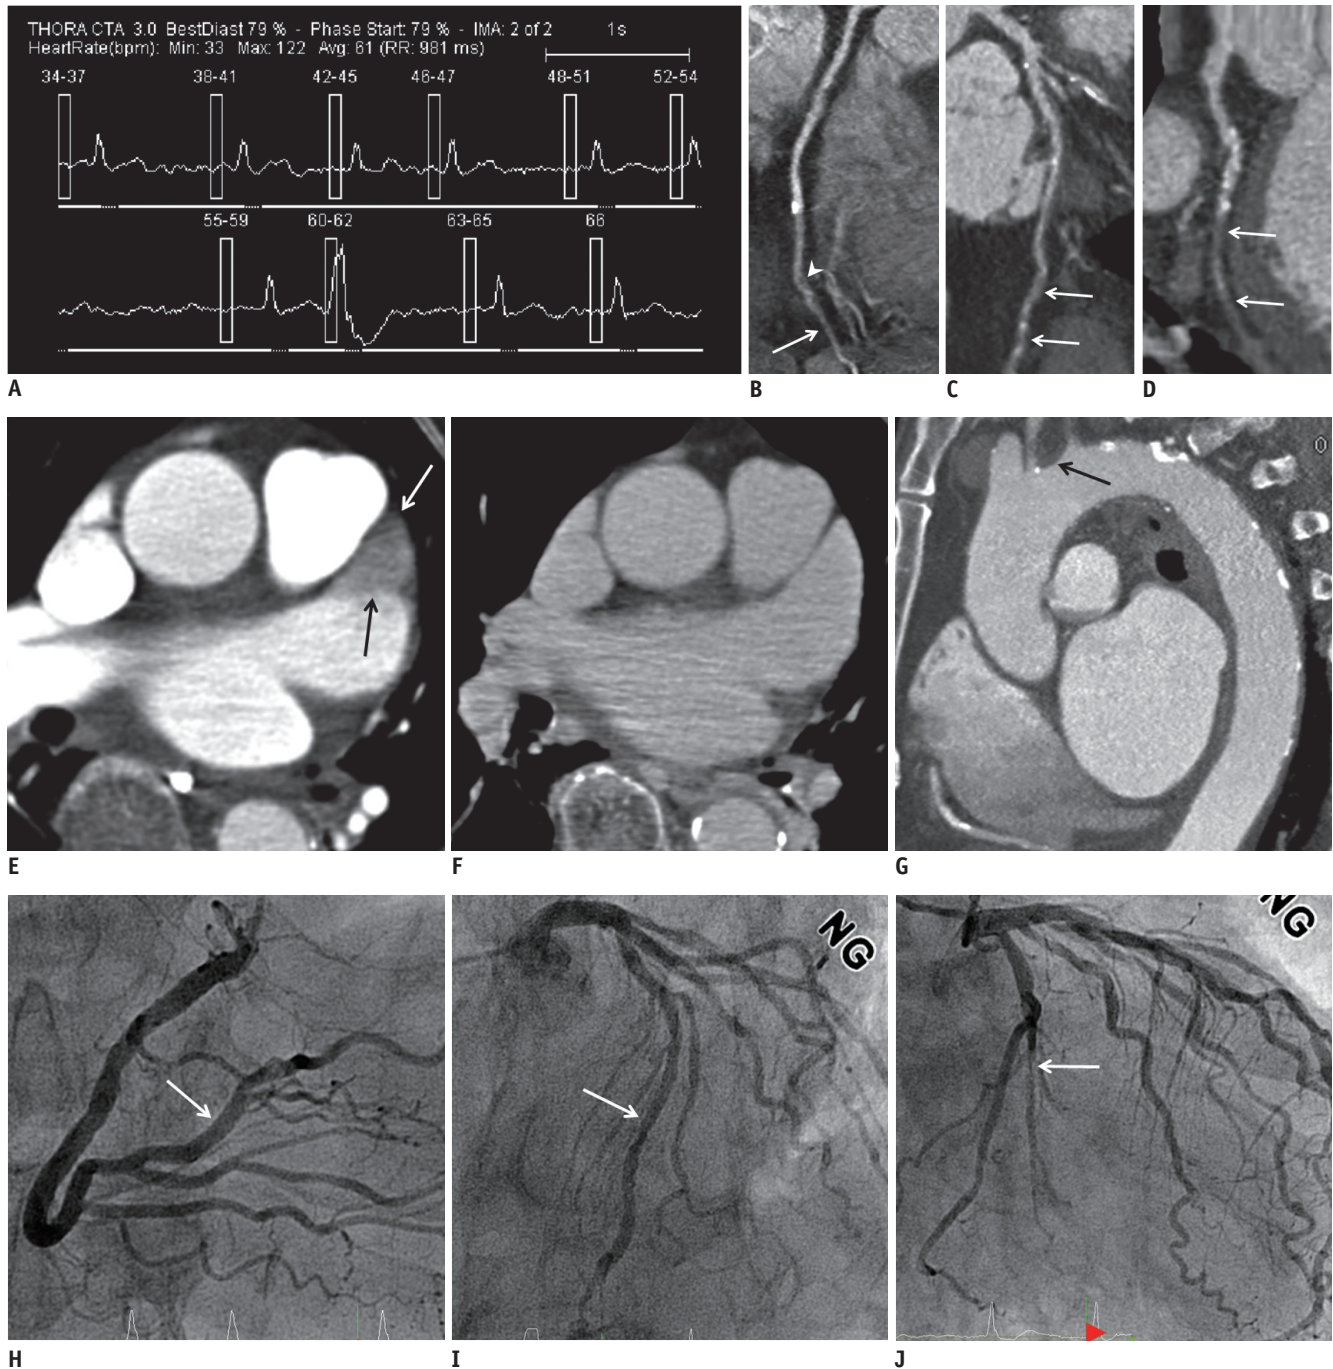 THORA CTA 3.0 BestDiast 79 % - Phase Start: 79 % - IMA: 2 of 2
HeartRate(bpm): Min: 33 Max: 122 Avg: 61 (RR: 981 ms)
1s
34-37 38-41 42-45 46-47 48-51 52-54
55-59 60-62 63-65 66
A
B
C
D
0
E
F
G
NG
NG
H
I
J